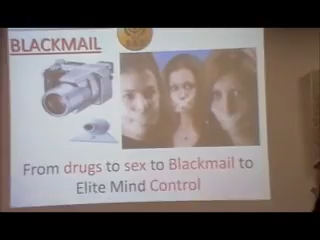 BLACKMAIL
From drugs to sex to Blackmail to
Elite Mind Control